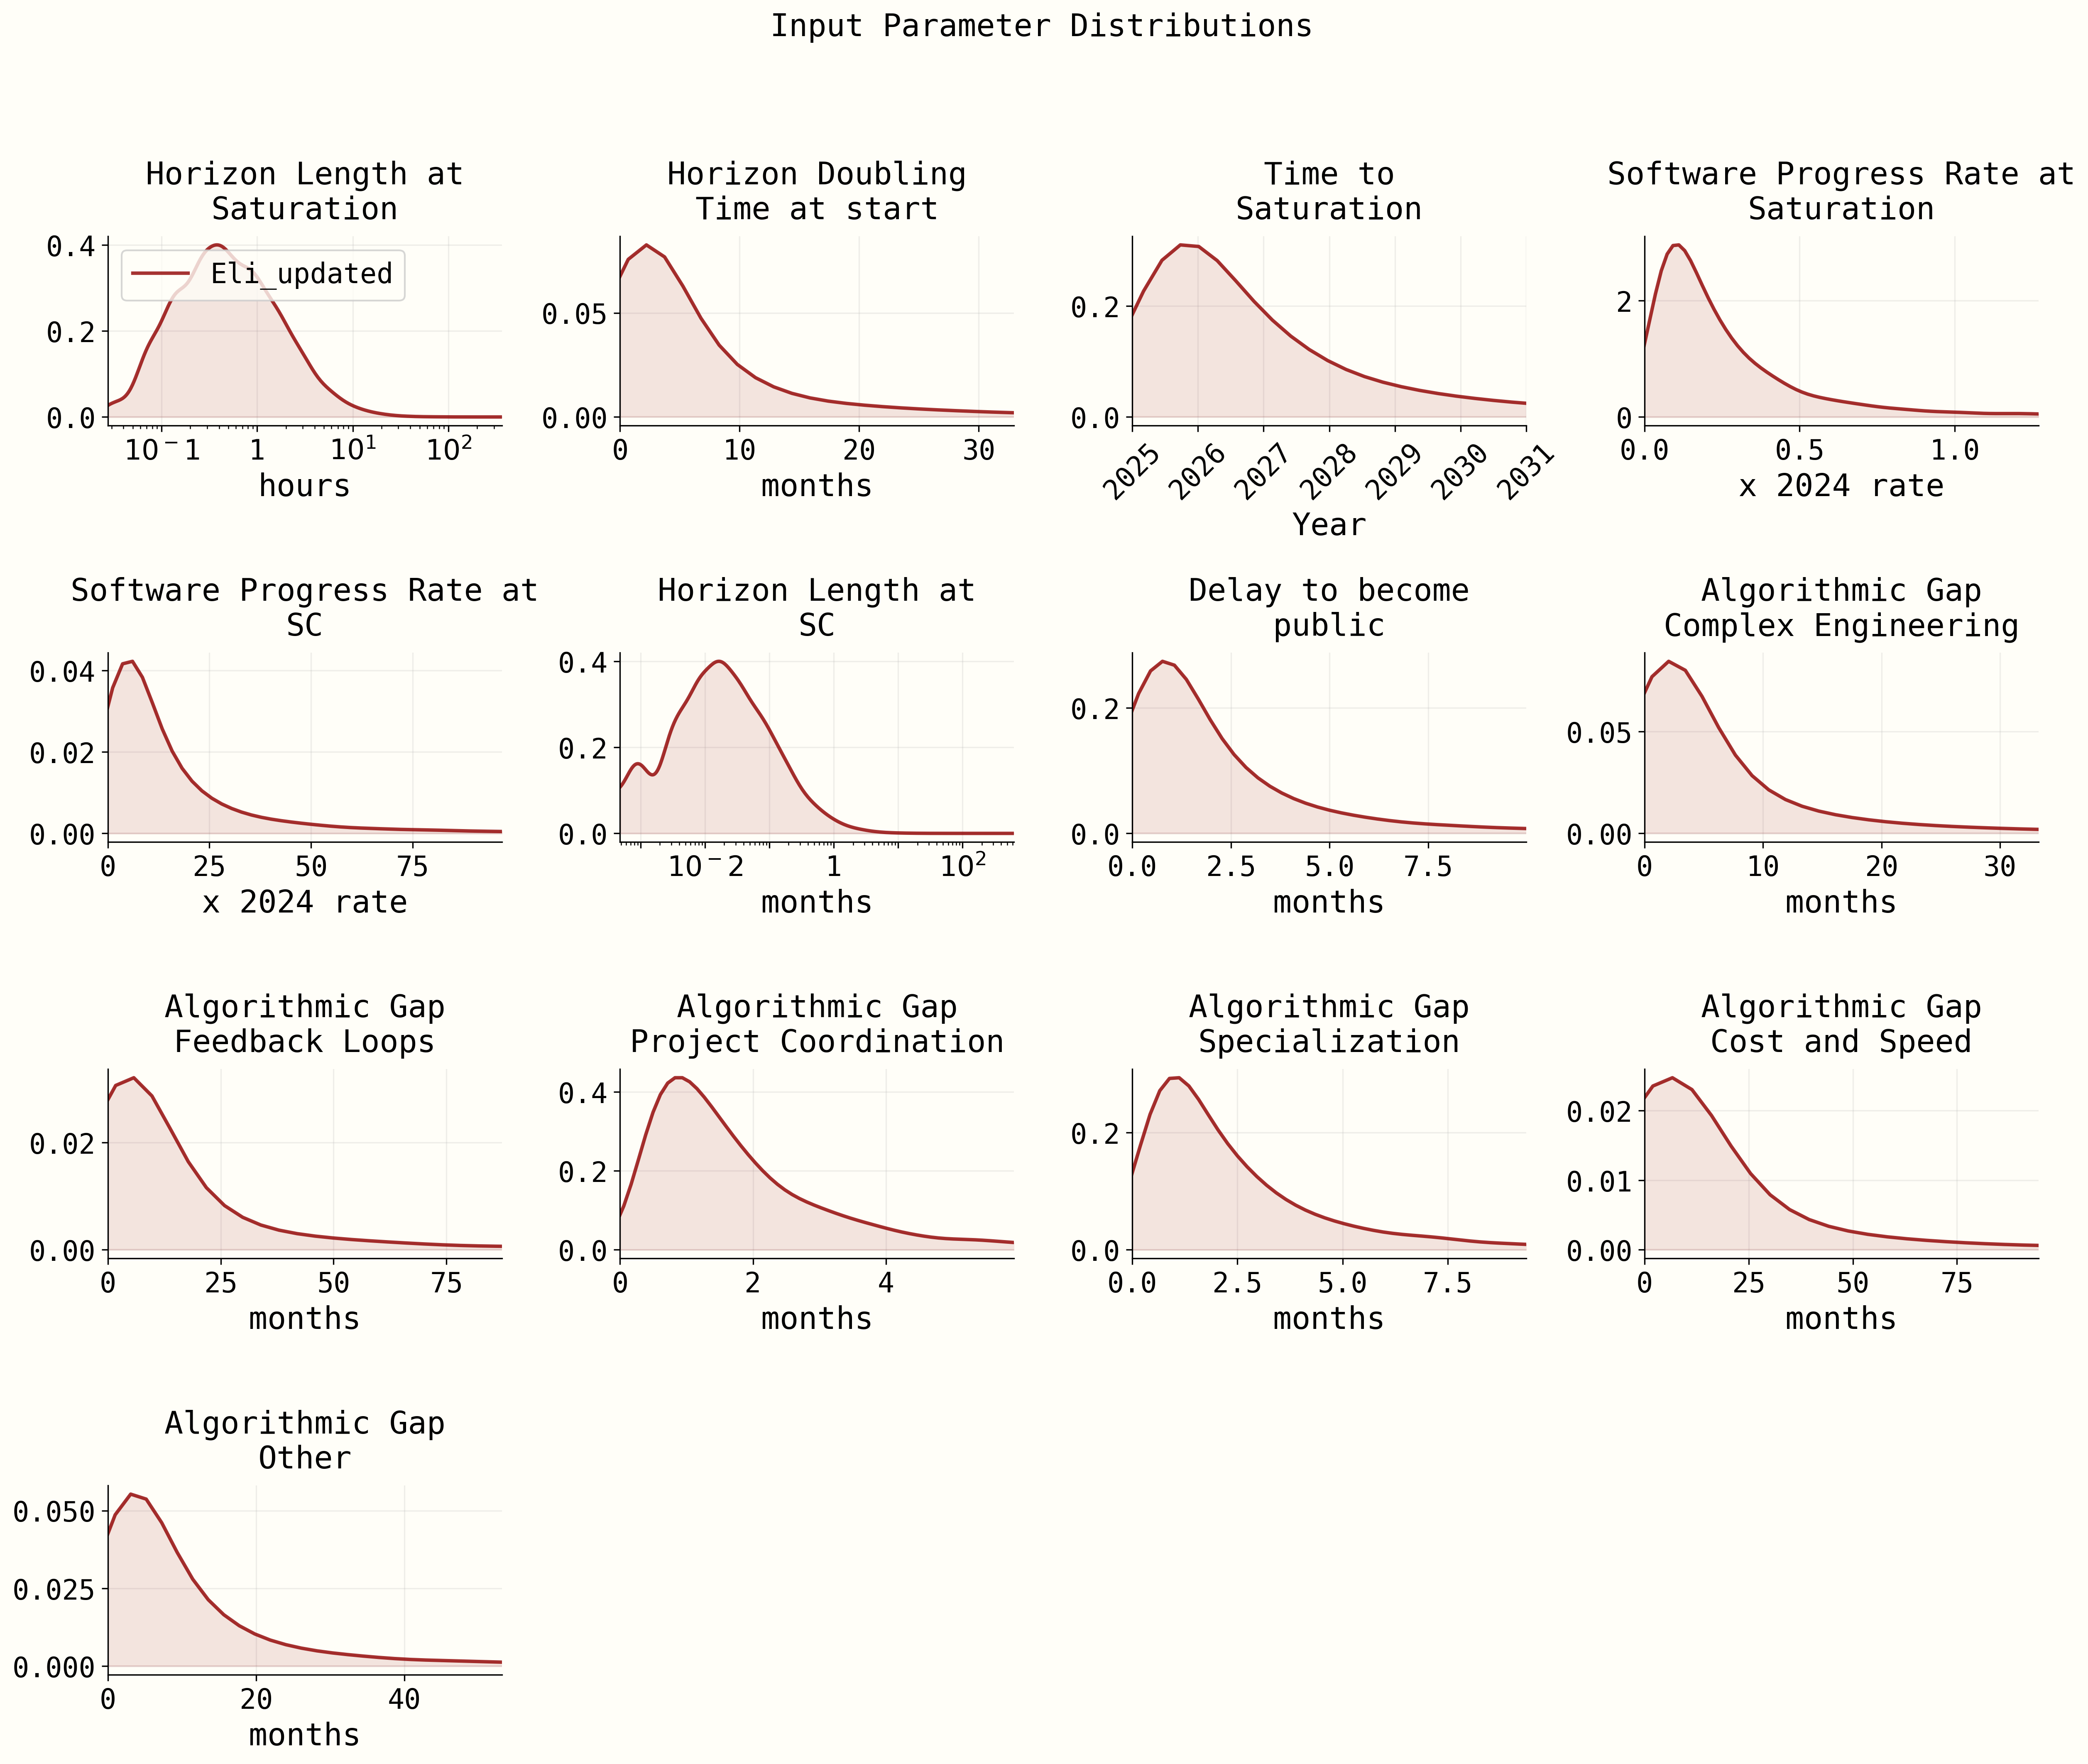 Input Parameter Distributions
Horizon Length at
Saturation
0.4
0.2
0.0
Eli_updated
10⁻1
1
10¹
10²
hours
Horizon Doubling
Time at start
0.05
0.00
0
10
20
30
months
Time to
Saturation
0.2
0.0
2025
2026
2027
2028
2029
2030
2031
Year
Software Progress Rate at
Saturation
2
0
0.0
0.5
1.0
x 2024 rate
Software Progress Rate at
SC
0.04
0.02
0.00
0
25
50
75
x 2024 rate
Horizon Length at
SC
0.4
0.2
0.0
10⁻2
1
10²
months
Delay to become
public
0.2
0.0
0.0
2.5
5.0
7.5
months
Algorithmic Gap
Complex Engineering
0.05
0.00
0
10
20
30
months
Algorithmic Gap
Feedback Loops
0.02
0.00
0
25
50
75
months
Algorithmic Gap
Project Coordination
0.4
0.2
0.0
0
2
4
months
Algorithmic Gap
Specialization
0.2
0.0
0.0
2.5
5.0
7.5
months
Algorithmic Gap
Cost and Speed
0.02
0.01
0.00
0
25
50
75
months
Algorithmic Gap
Other
0.050
0.025
0.000
0
20
40
months